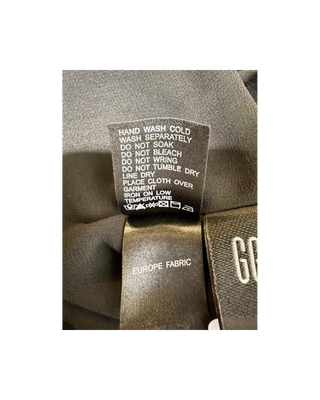 HAND WASH COLD
WASH SEPARATELY
DO NOT SOAK
DO NOT BLEACH
DO NOT WRING
DO NOT TUMBLE DRY
LINE DRY
PLACE CLOTH OVER
GARMENT
IRON ON LOW
TEMPERATURE
EUROPE FABRIC